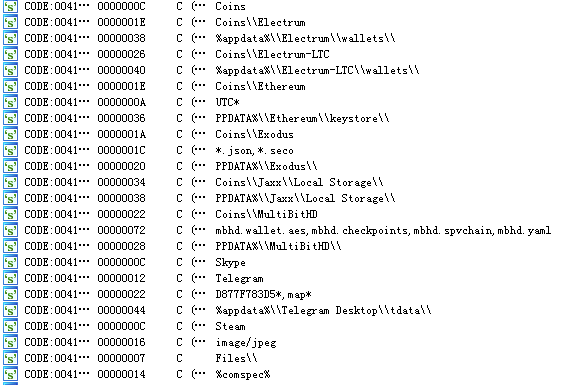 's' CODE:0041… 0000000C C (… Coins
's' CODE:0041… 0000001E C (… Coins\\Electrum
's' CODE:0041… 00000038 C (… %appdata%\\Electrum\\wallets\\
's' CODE:0041… 00000026 C (… Coins\\Electrum-LTC
's' CODE:0041… 00000040 C (… %appdata%\\Electrum-LTC\\wallets\\
's' CODE:0041… 0000001E C (… Coins\\Ethereum
's' CODE:0041… 0000000A C (… UTC*
's' CODE:0041… 00000036 C (… PPDATA%\\Ethereum\\keystore\\
's' CODE:0041… 0000001A C (… Coins\\Exodus
's' CODE:0041… 0000001C C (… *.json,*.seco
's' CODE:0041… 00000020 C (… PPDATA%\\Exodus\\
's' CODE:0041… 00000034 C (… Coins\\Jaxx\\Local Storage\\
's' CODE:0041… 00000038 C (… PPDATA%\\Jaxx\\Local Storage\\
's' CODE:0041… 00000022 C (… Coins\\MultiBitHD
's' CODE:0041… 00000072 C (… mbhd.wallet.aes,mbhd.checkpoints,mbhd.spvchain,mbhd.yaml
's' CODE:0041… 00000028 C (… PPDATA%\\MultiBitHD\\
's' CODE:0041… 0000000C C (… Skype
's' CODE:0041… 00000012 C (… Telegram
's' CODE:0041… 00000022 C (… D877F783D5*,map*
's' CODE:0041… 00000044 C (… %appdata%\\Telegram Desktop\\tdata\\
's' CODE:0041… 0000000C C (… Steam
's' CODE:0041… 00000016 C (… image/jpeg
's' CODE:0041… 00000007 C Files\\
's' CODE:0041… 00000014 C (… %comspec%